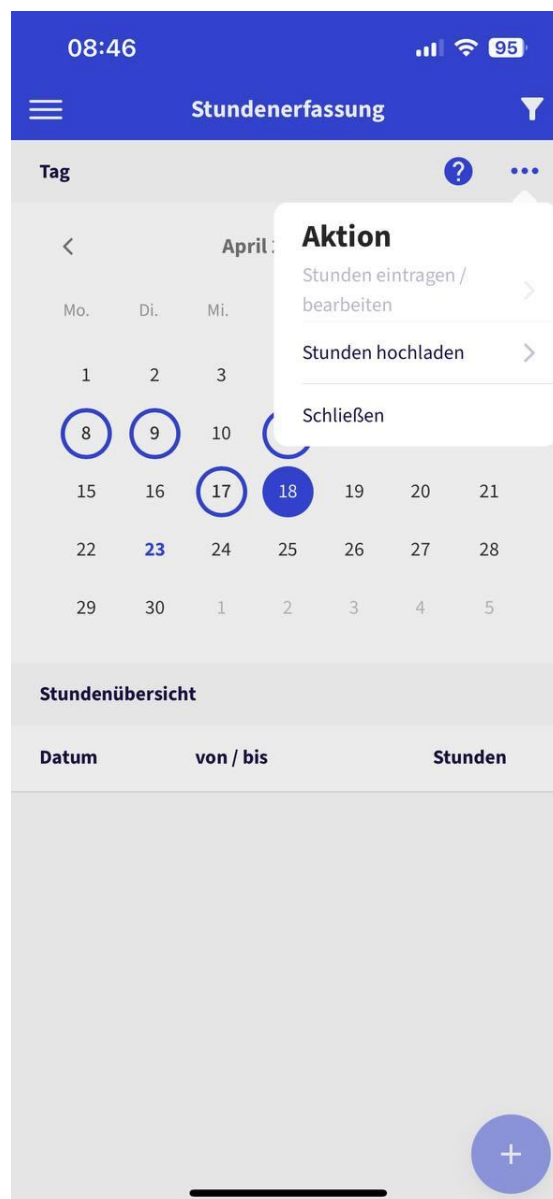 08:46 95
Stundenerfassung
Tag ? ...
Aktion
Stunden eintragen /
bearbeiten
Stunden hochladen
Schließen
< April
Mo. Di. Mi.
1 2 3
8 9 10
15 16 17 18 19 20 21
22 23 24 25 26 27 28
29 30 1 2 3 4 5
Stundenübersicht
Datum von / bis Stunden
+